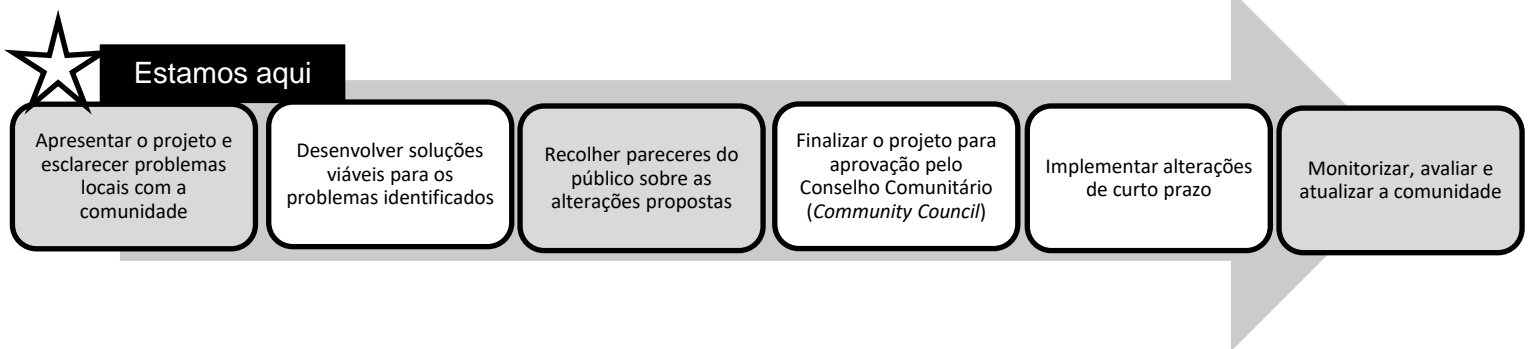 Estamos aqui
Apresentar o projeto e
esclarecer problemas
locais com a
comunidade
Desenvolver soluções
viáveis para os
problemas identificados
Recolher pareceres do
público sobre as
alterações propostas
Finalizar o projeto para
aprovação pelo
Conselho Comunitário
(Community Council)
Implementar alterações
de curto prazo
Monitorizar, avaliar e
atualizar a comunidade